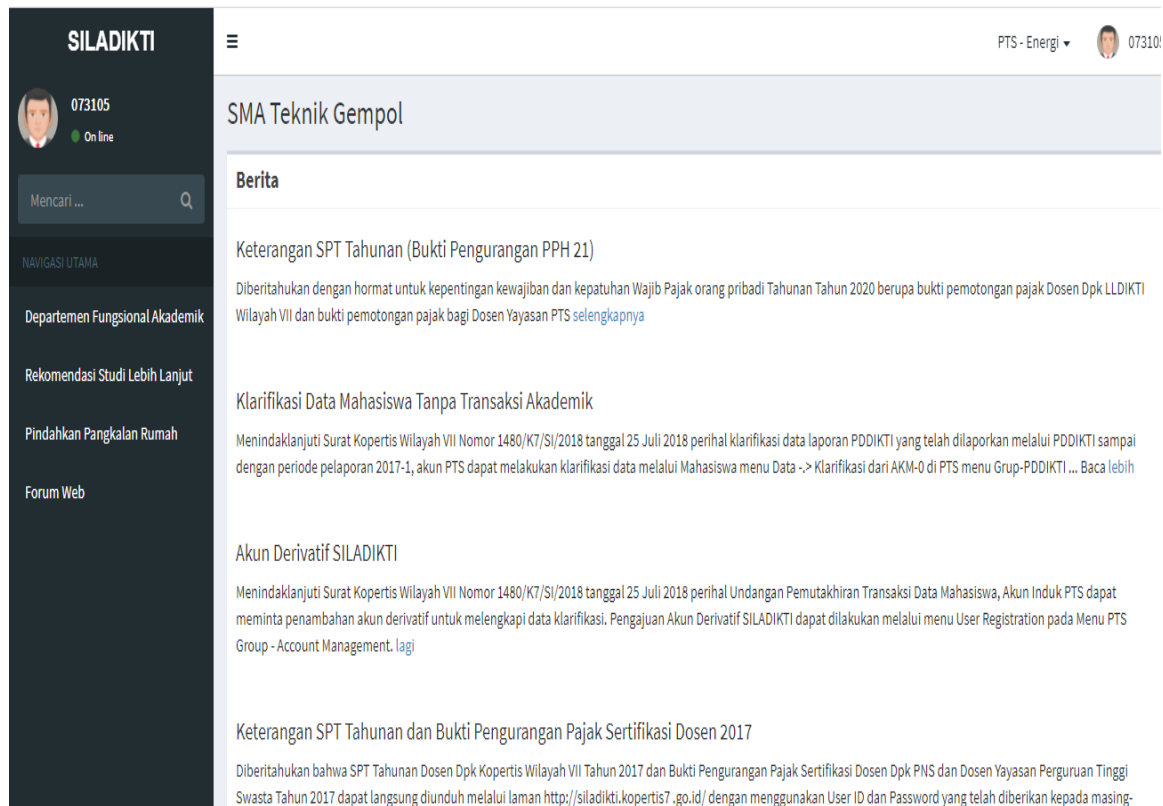 SILADIKTI
PTS - Energi
073105
073105
On line
Mencari ...
NAVIGASI UTAMA
Departemen Fungsional Akademik
Rekomendasi Studi Lebih Lanjut
Pindahkan Pangkalan Rumah
Forum Web
SMA Teknik Gempol
Berita
Keterangan SPT Tahunan (Bukti Pengurangan PPH 21)
Diberitahukan dengan hormat untuk kepentingan kewajiban dan kepatuhan Wajib Pajak orang pribadi Tahunan Tahun 2020 berupa bukti pemotongan pajak Dosen Dpk LLDIKTI
Wilayah VII dan bukti pemotongan pajak bagi Dosen Yayasan PTS selengkapnya
Klarifikasi Data Mahasiswa Tanpa Transaksi Akademik
Menindaklanjuti Surat Kopertis Wilayah VII Nomor 1480/K7/SI/2018 tanggal 25 Juli 2018 perihal klarifikasi data laporan PDDIKTI yang telah dilaporkan melalui PDDIKTI sampai
dengan periode pelaporan 2017-1, akun PTS dapat melakukan klarifikasi data melalui Mahasiswa menu Data -.> Klarifikasi dari AKM-0 di PTS menu Grup-PDDIKTI ... Baca lebih
Akun Derivatif SILADIKTI
Menindaklanjuti Surat Kopertis Wilayah VII Nomor 1480/K7/SI/2018 tanggal 25 Juli 2018 perihal Undangan Pemutakhiran Transaksi Data Mahasiswa, Akun Induk PTS dapat
meminta penambahan akun derivatif untuk melengkapi data klarifikasi. Pengajuan Akun Derivatif SILADIKTI dapat dilakukan melalui menu User Registration pada Menu PTS
Group - Account Management. lagi
Keterangan SPT Tahunan dan Bukti Pengurangan Pajak Sertifikasi Dosen 2017
Diberitahukan bahwa SPT Tahunan Dosen Dpk Kopertis Wilayah VII Tahun 2017 dan Bukti Pengurangan Pajak Sertifikasi Dosen Dpk PNS dan Dosen Yayasan Perguruan Tinggi
Swasta Tahun 2017 dapat langsung diunduh melalui laman http://siladikti.kopertis7 .go.id/ dengan menggunakan User ID dan Password yang telah diberikan kepada masing-